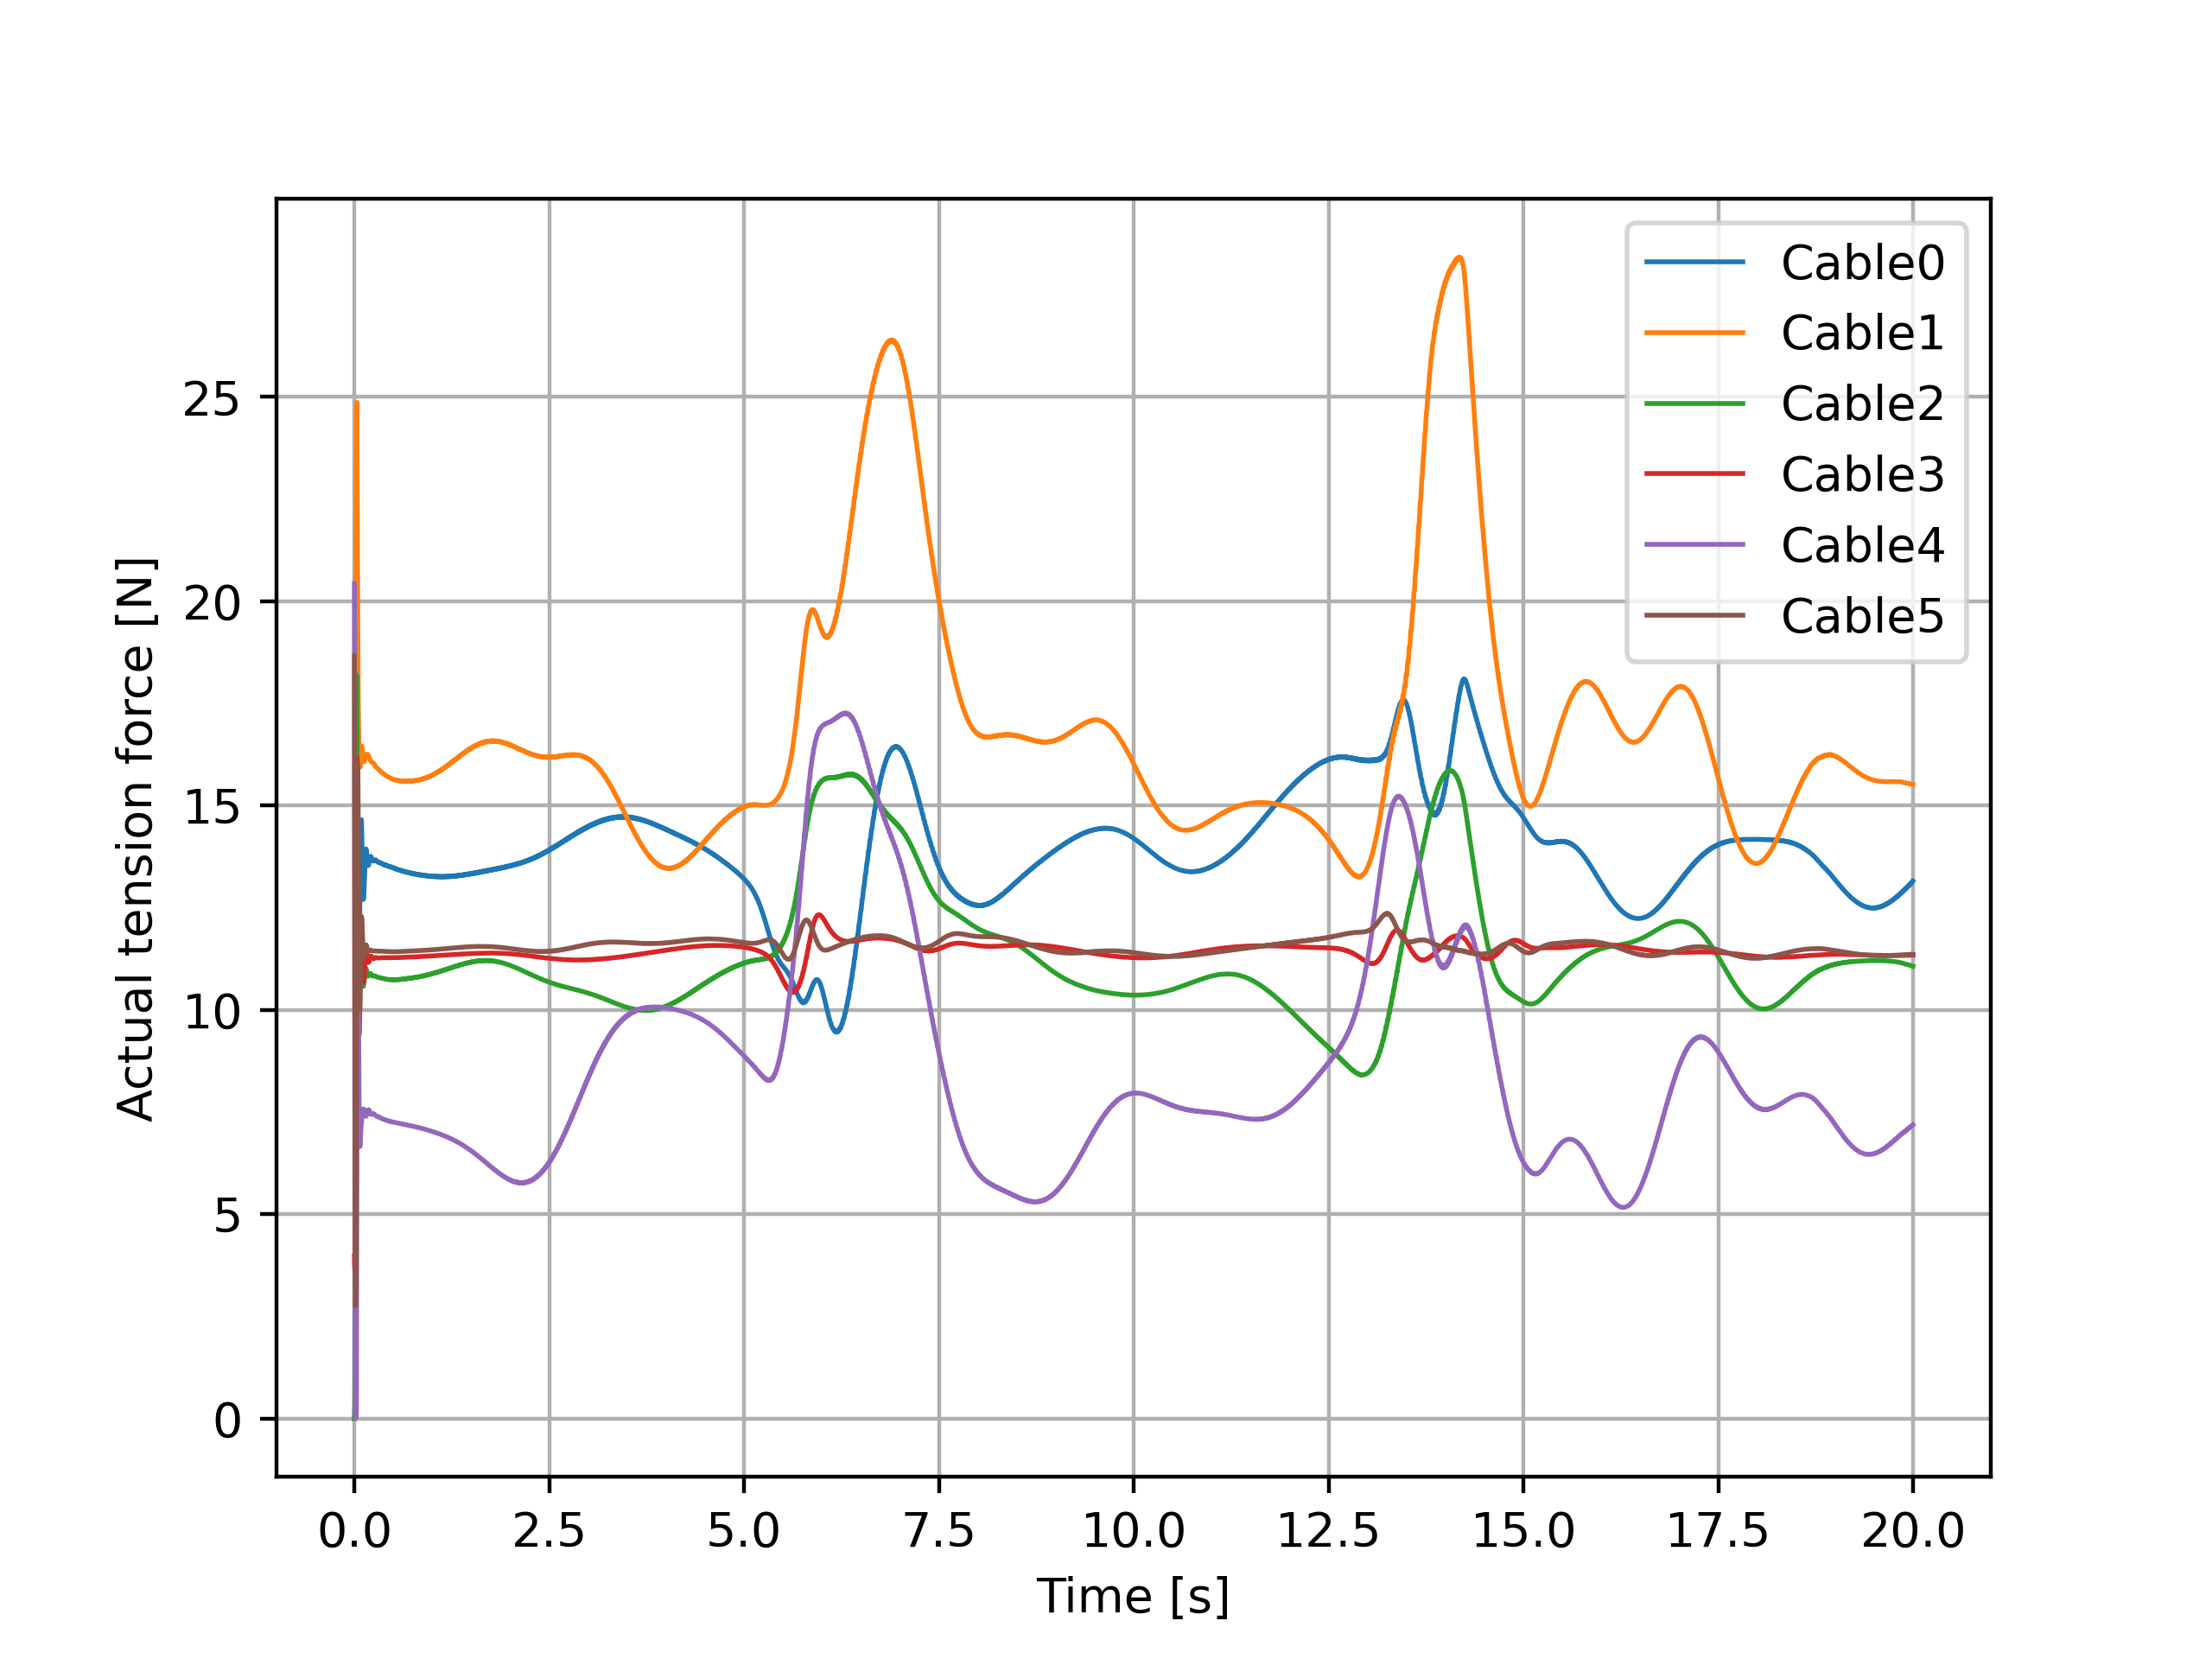 Cable0
Cable1
Cable2
Cable3
Cable4
Cable5
Actual tension force [N]
25
20
15
10
5
0
0.0 2.5 5.0 7.5 10.0 12.5 15.0 17.5 20.0
Time [s]